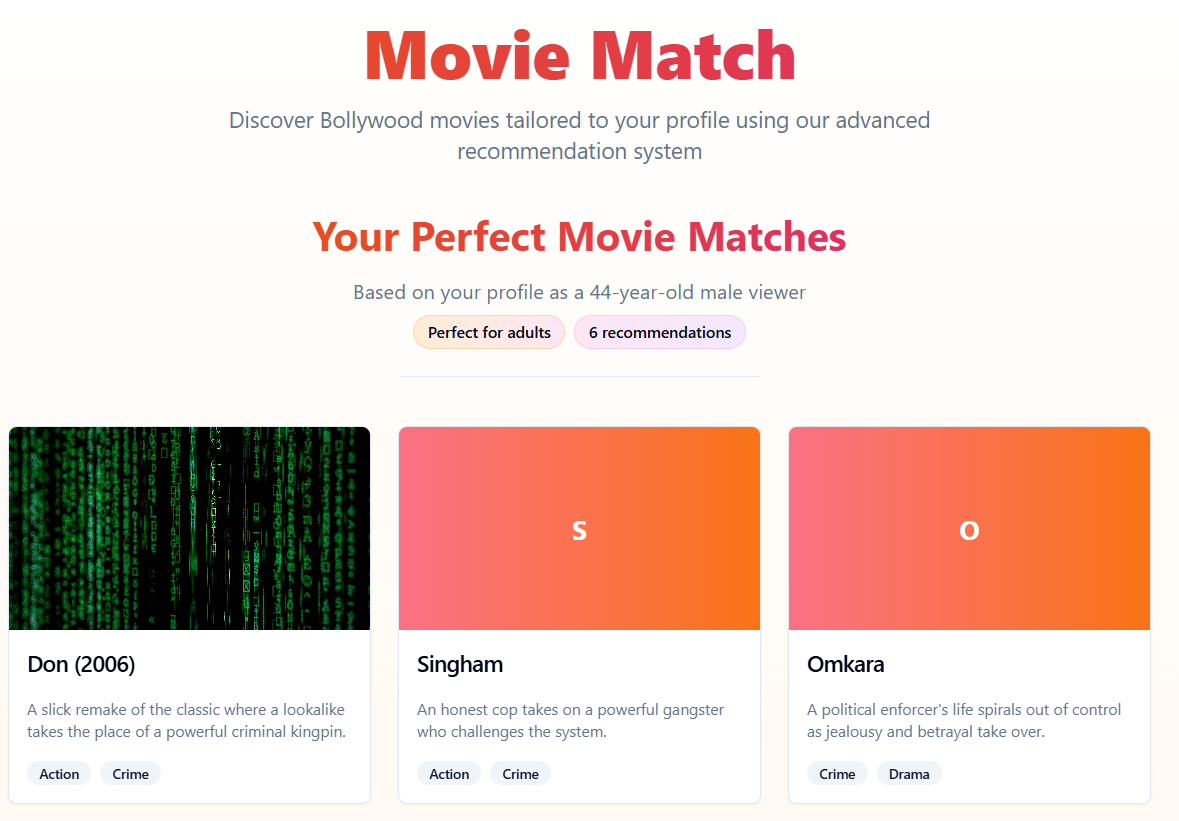 Movie Match
Discover Bollywood movies tailored to your profile using our advanced
recommendation system
Your Perfect Movie Matches
Based on your profile as a 44-year-old male viewer
Perfect for adults
6 recommendations
S
O
Don (2006)
A slick remake of the classic where a lookalike
takes the place of a powerful criminal kingpin.
Action
Crime
Singham
An honest cop takes on a powerful gangster
who challenges the system.
Action
Crime
Omkara
A political enforcer's life spirals out of control
as jealousy and betrayal take over.
Crime
Drama